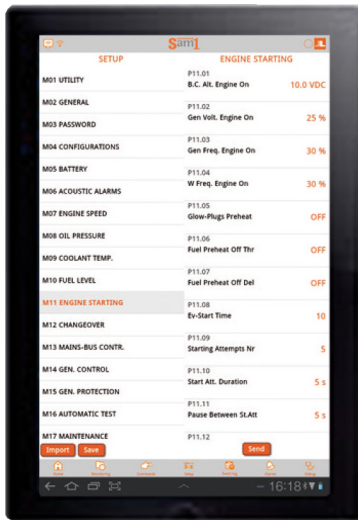 Sam1
SETUP
ENGINE STARTING
M01 UTILITY
M02 GENERAL
M03 PASSWORD
M04 CONFIGURATIONS
M05 BATTERY
M06 ACOUSTIC ALARMS
M07 ENGINE SPEED
M08 OIL PRESSURE
M09 COOLANT TEMP.
M10 FUEL LEVEL
M11 ENGINE STARTING
M12 CHANGEOVER
M13 MAINS-BUS CONTR.
M14 GEN. CONTROL
M15 GEN. PROTECTION
M16 AUTOMATIC TEST
M17 MAINTENANCE
P11.01
B.C. Alt. Engine On 10.0 VDC
P11.02
Gen Volt. Engine On 25 %
P11.03
Gen Freq. Engine On 30 %
P11.04
W Freq. Engine On 30 %
P11.05
Glow-Plugs Preheat OFF
P11.06
Fuel Preheat Off Thr OFF
P11.07
Fuel Preheat Off Del OFF
P11.08
Ev-Start Time 10
P11.09
Starting Attempts Nr 5
P11.10
Start Att. Duration 5 s
P11.11
Pause Between St.Att 5 s
P11.12
Import Save Send
16:18